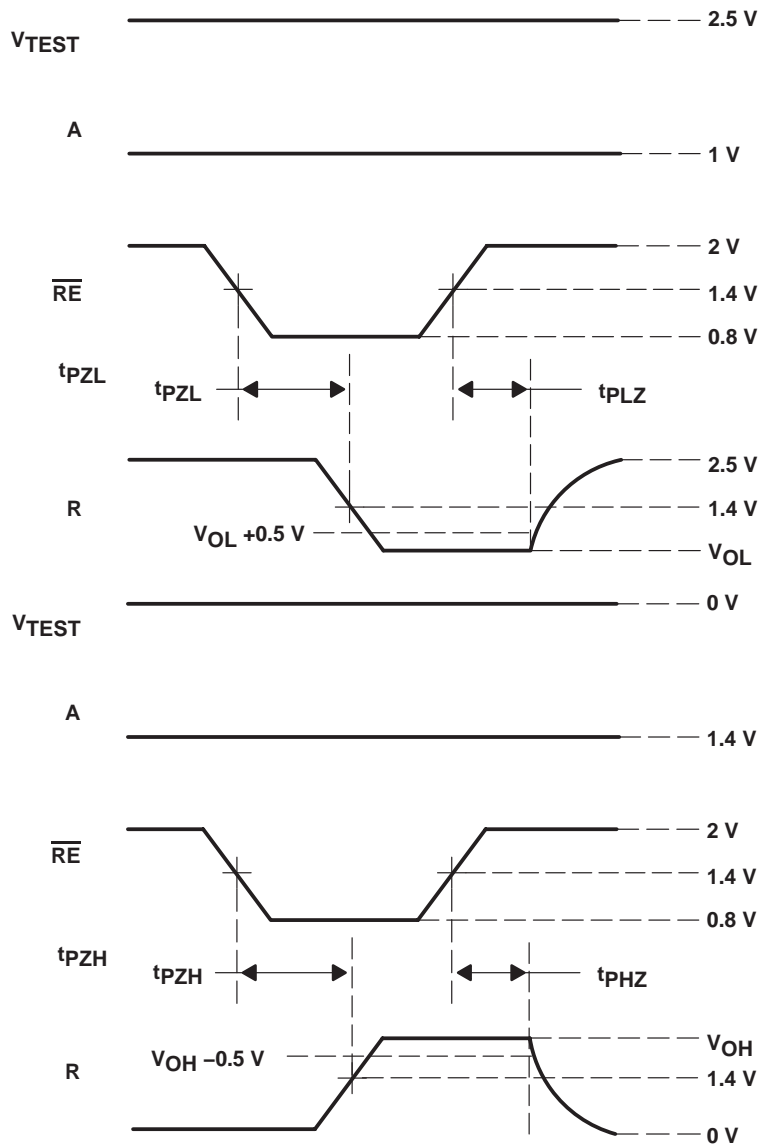 2.5 V
VTEST
A
1 V
2 V
RE
1.4 V
0.8 V
tPZL
tPZL
tPLZ
2.5 V
R
1.4 V
VOL +0.5 V
VOL
0 V
VTEST
A
1.4 V
2 V
RE
1.4 V
0.8 V
tPZH
tPZH
tPHZ
VOH
VOH –0.5 V
R
1.4 V
0 V